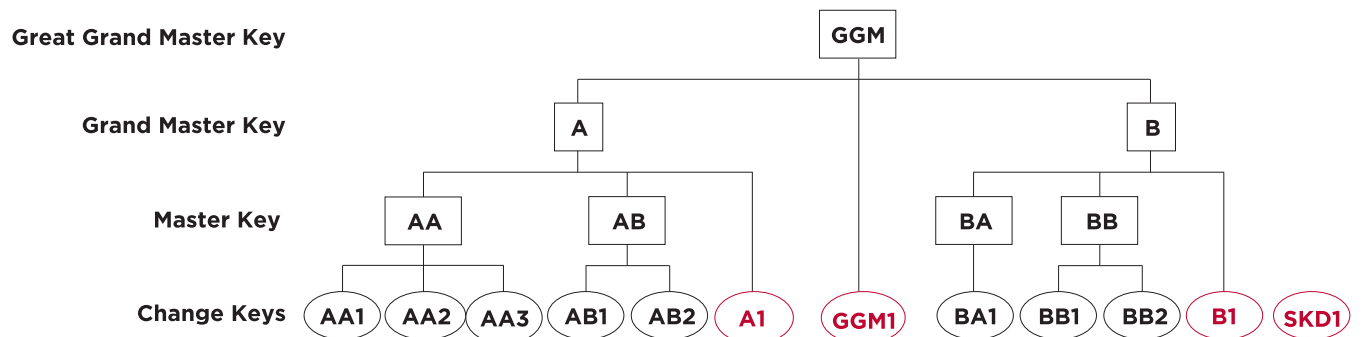 Great Grand Master Key
GGM
Grand Master Key
A
B
Master Key
AA
AB
BA
BB
Change Keys
AA1
AA2
AA3
AB1
AB2
A1
GGM1
BA1
BB1
BB2
B1
SKD1